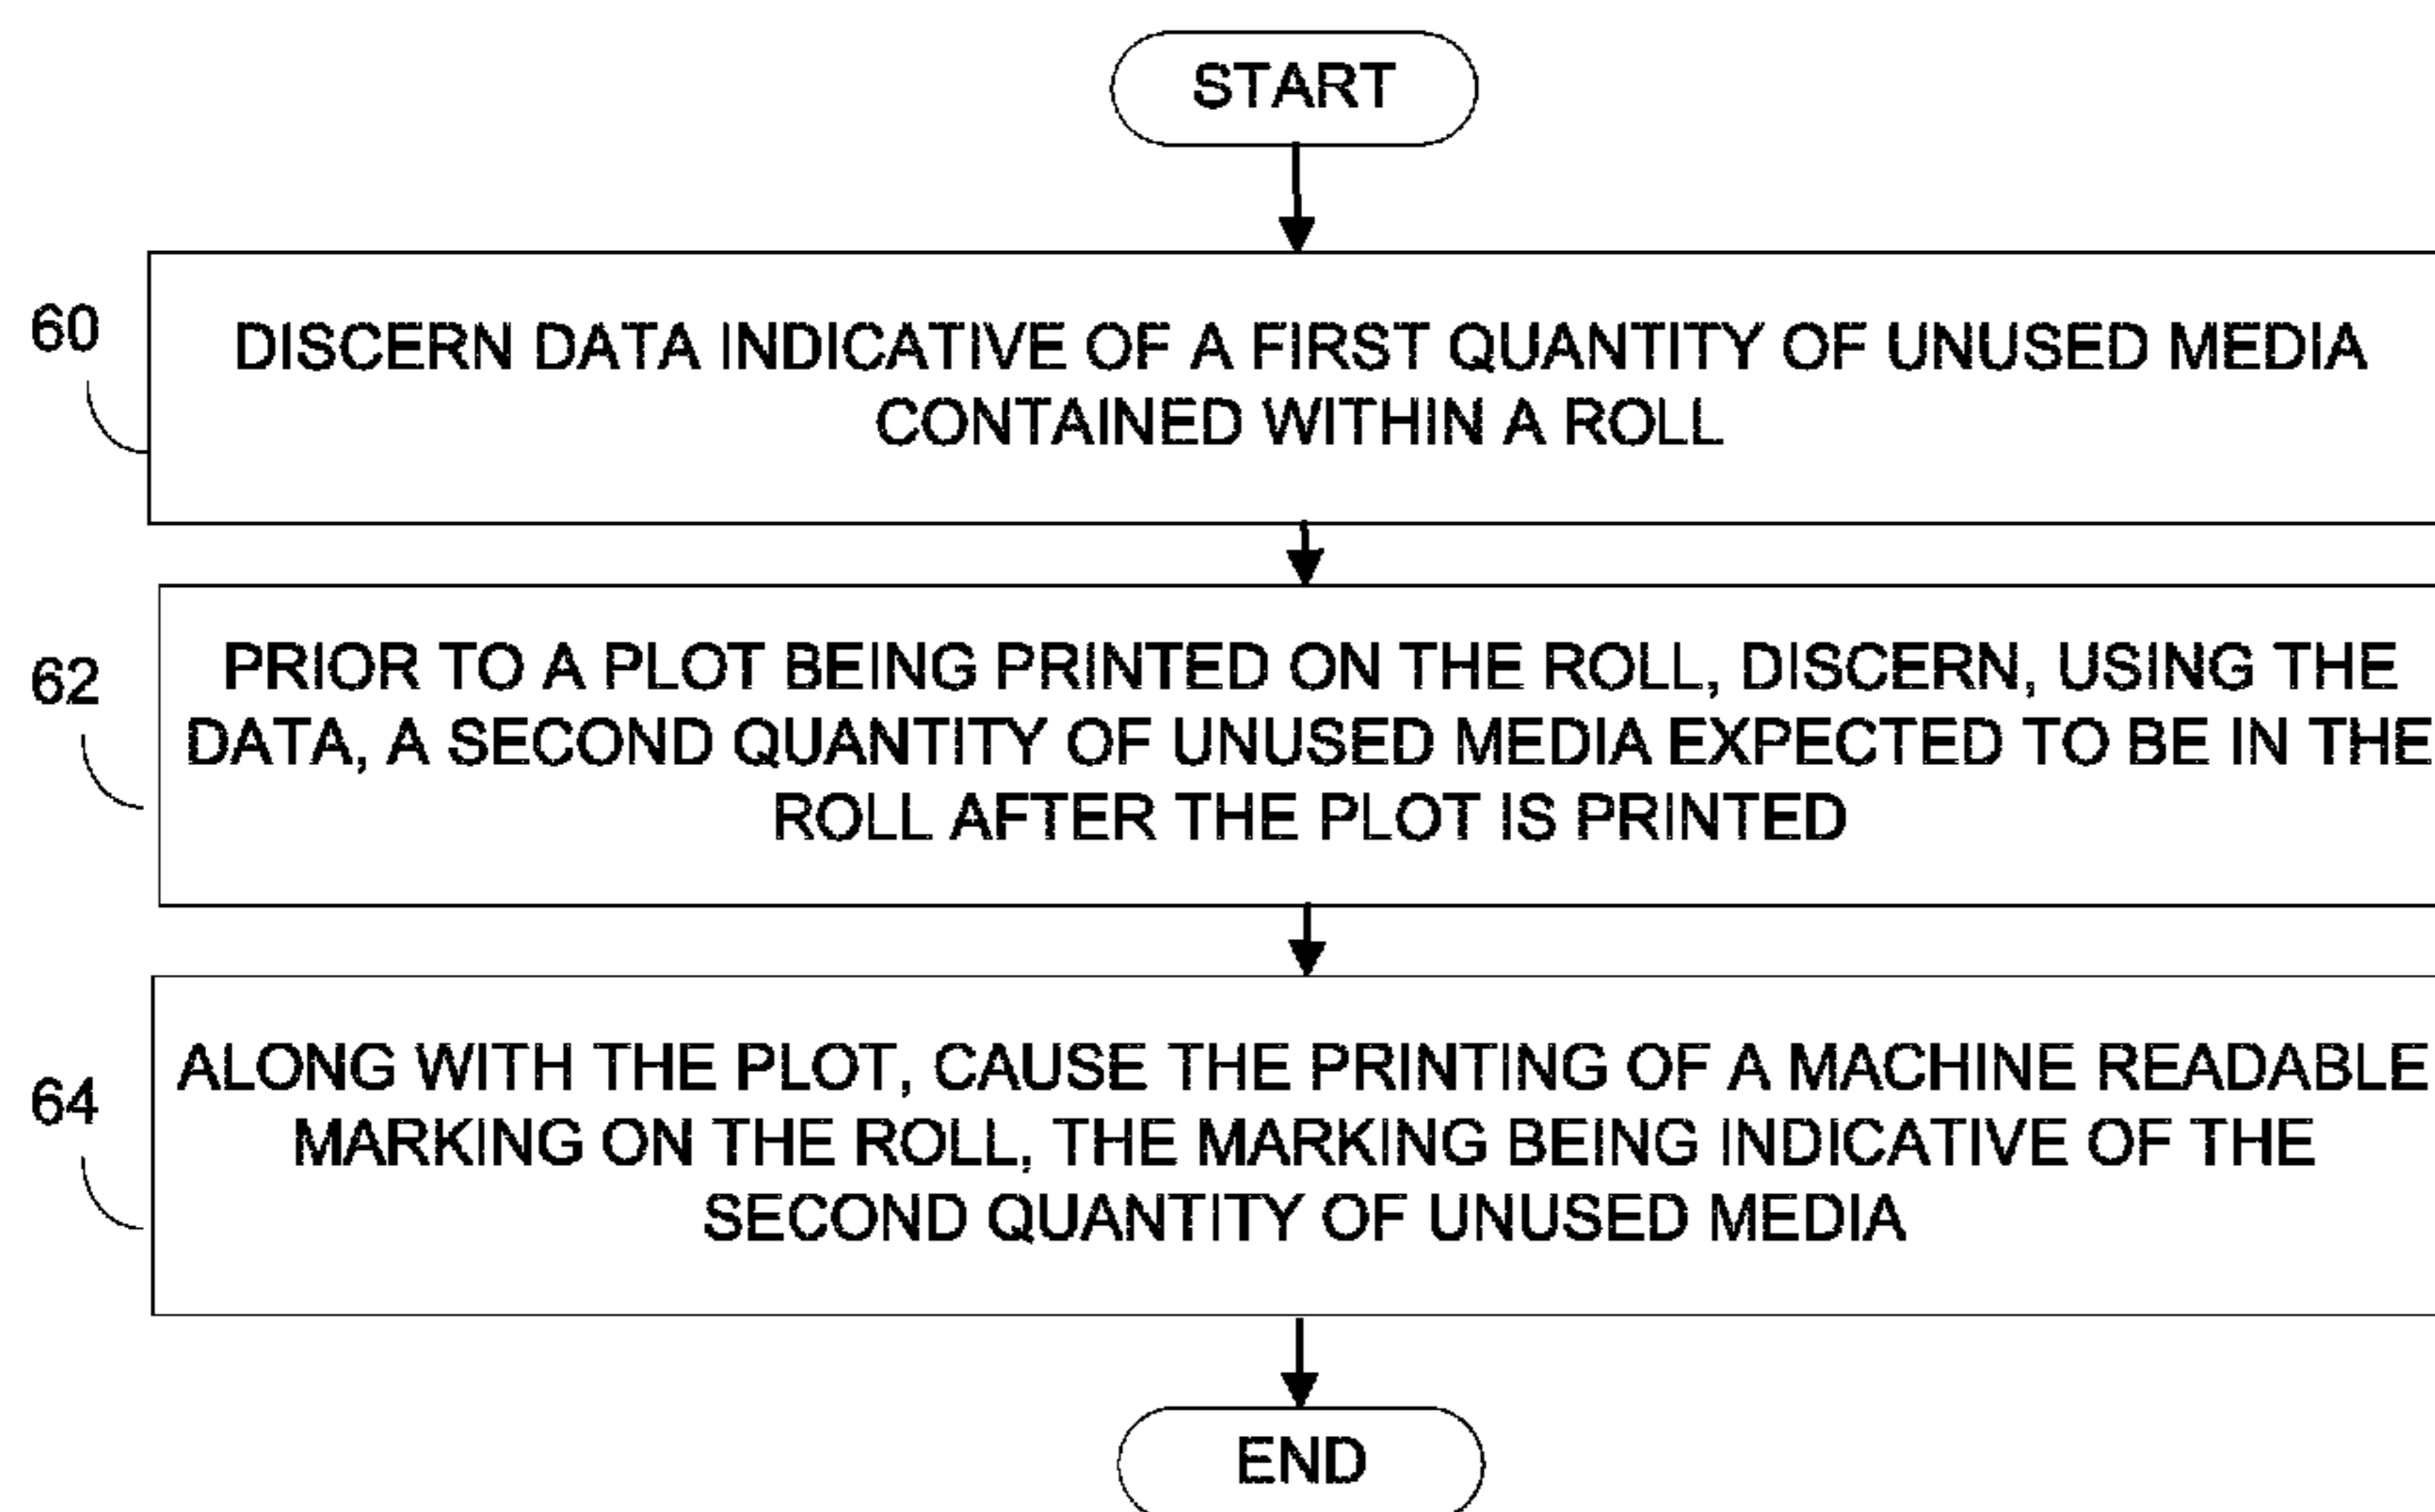 START
60
DISCERN DATA INDICATIVE OF A FIRST QUANTITY OF UNUSED MEDIA
CONTAINED WITHIN A ROLL
62
PRIOR TO A PLOT BEING PRINTED ON THE ROLL, DISCERN, USING THE
DATA, A SECOND QUANTITY OF UNUSED MEDIA EXPECTED TO BE IN THE
ROLL AFTER THE PLOT IS PRINTED
64
ALONG WITH THE PLOT, CAUSE THE PRINTING OF A MACHINE READABLE
MARKING ON THE ROLL, THE MARKING BEING INDICATIVE OF THE
SECOND QUANTITY OF UNUSED MEDIA
END